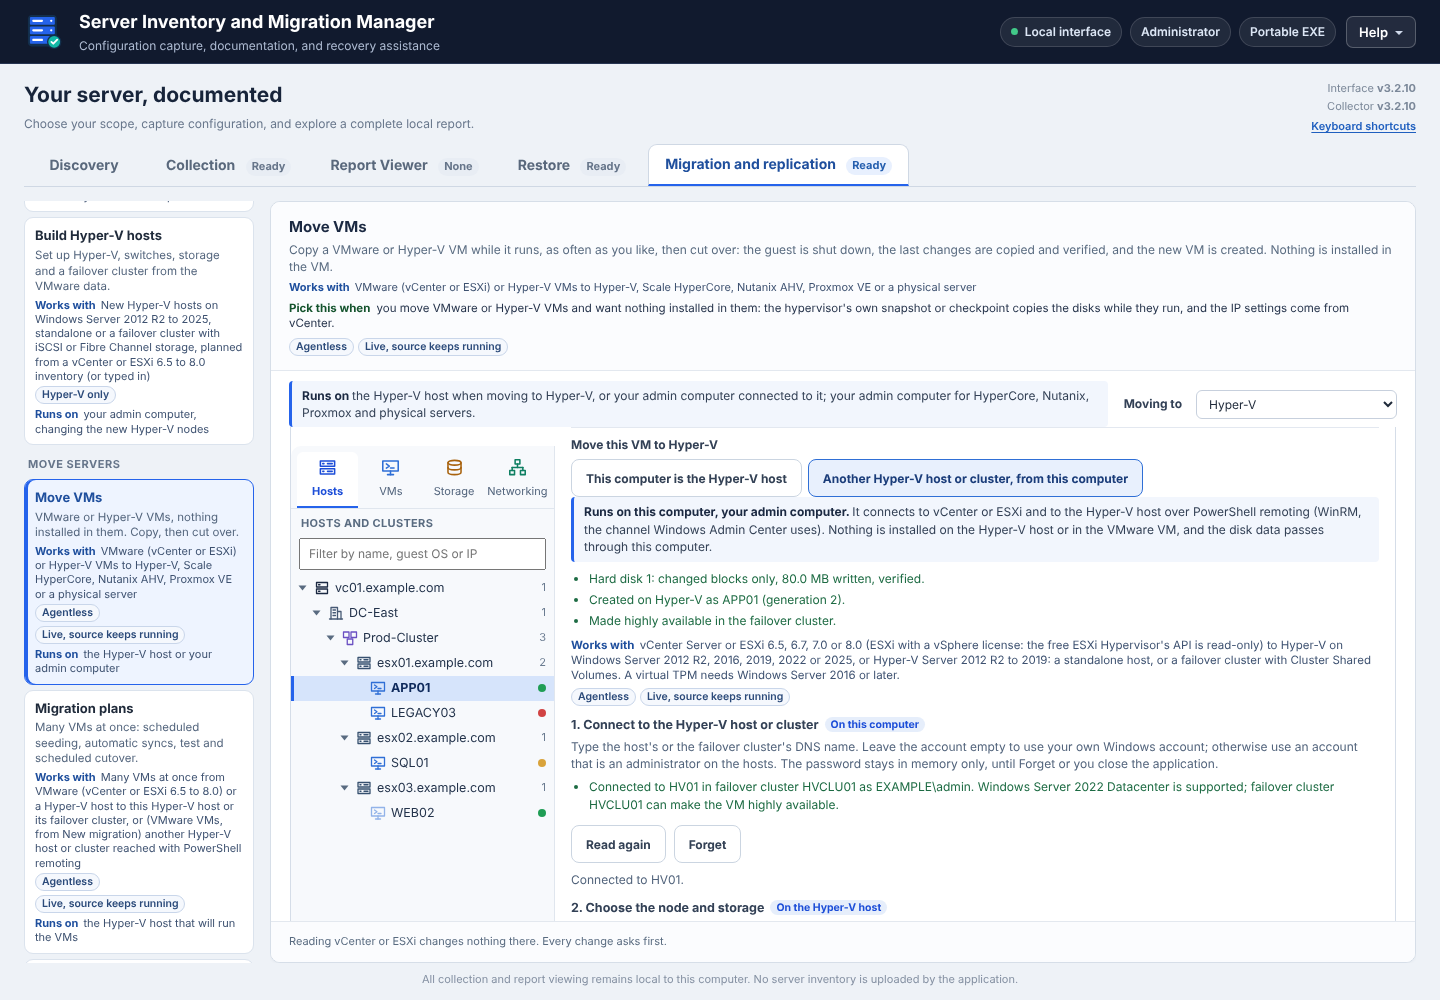 Server Inventory and Migration Manager
Configuration capture, documentation, and recovery assistance
Local interface
Administrator
Portable EXE
Help
Your server, documented
Choose your scope, capture configuration, and explore a complete local report.
Interface v3.2.10
Collector v3.2.10
Keyboard shortcuts
Discovery
Collection Ready
Report Viewer None
Restore Ready
Migration and replication Ready
Build Hyper-V hosts
Set up Hyper-V, switches, storage
and a failover cluster from the
VMware data.
Works with New Hyper-V hosts on
Windows Server 2012 R2 to 2025,
standalone or a failover cluster with
iSCSI or Fibre Channel storage, planned
from a vCenter or ESXi 6.5 to 8.0
inventory (or typed in)
Hyper-V only
Runs on your admin computer,
changing the new Hyper-V nodes
MOVE SERVERS
Move VMs
VMware or Hyper-V VMs, nothing
installed in them. Copy, then cut over.
Works with VMware (vCenter or ESXi)
or Hyper-V VMs to Hyper-V, Scale
HyperCore, Nutanix AHV, Proxmox VE
or a physical server
Agentless
Live, source keeps running
Runs on the Hyper-V host or your
admin computer
Migration plans
Many VMs at once: scheduled
seeding, automatic syncs, test and
scheduled cutover.
Works with Many VMs at once from
VMware (vCenter or ESXi 6.5 to 8.0) or
a Hyper-V host to this Hyper-V host or
its failover cluster, or (VMware VMs,
from New migration) another Hyper-V
host or cluster reached with PowerShell
remoting
Agentless
Live, source keeps running
Runs on the Hyper-V host that will run
the VMs
Move VMs
Copy a VMware or Hyper-V VM while it runs, as often as you like, then cut over: the guest is shut down, the last changes are copied and verified, and the new VM is created. Nothing is installed in
the VM.
Works with VMware (vCenter or ESXi) or Hyper-V VMs to Hyper-V, Scale HyperCore, Nutanix AHV, Proxmox VE or a physical server
Pick this when you move VMware or Hyper-V VMs and want nothing installed in them: the hypervisor's own snapshot or checkpoint copies the disks while they run, and the IP settings come from
vCenter.
Agentless
Live, source keeps running
Runs on the Hyper-V host when moving to Hyper-V, or your admin computer connected to it; your admin computer for HyperCore, Nutanix,
Proxmox and physical servers.
Moving to
Hyper-V
Hosts
VMs
Storage
Networking
HOSTS AND CLUSTERS
Filter by name, guest OS or IP
vc01.example.com 1
DC-East 1
Prod-Cluster 3
esx01.example.com 2
APP01
LEGACY03
esx02.example.com 1
SQL01
esx03.example.com 1
WEB02
Move this VM to Hyper-V
This computer is the Hyper-V host
Another Hyper-V host or cluster, from this computer
Runs on this computer, your admin computer. It connects to vCenter or ESXi and to the Hyper-V host over PowerShell remoting (WinRM,
the channel Windows Admin Center uses). Nothing is installed on the Hyper-V host or in the VMware VM, and the disk data passes
through this computer.
Hard disk 1: changed blocks only, 80.0 MB written, verified.
Created on Hyper-V as APP01 (generation 2).
Made highly available in the failover cluster.
Works with vCenter Server or ESXi 6.5, 6.7, 7.0 or 8.0 (ESXi with a vSphere license: the free ESXi Hypervisor's API is read-only) to Hyper-V on
Windows Server 2012 R2, 2016, 2019, 2022 or 2025, or Hyper-V Server 2012 R2 to 2019: a standalone host, or a failover cluster with Cluster Shared
Volumes. A virtual TPM needs Windows Server 2016 or later.
Agentless
Live, source keeps running
1. Connect to the Hyper-V host or cluster On this computer
Type the host's or the failover cluster's DNS name. Leave the account empty to use your own Windows account; otherwise use an account
that is an administrator on the hosts. The password stays in memory only, until Forget or you close the application.
Connected to HV01 in failover cluster HVCLU01 as EXAMPLE\admin. Windows Server 2022 Datacenter is supported; failover cluster
HVCLU01 can make the VM highly available.
Read again
Forget
Connected to HV01.
2. Choose the node and storage On the Hyper-V host
Reading vCenter or ESXi changes nothing there. Every change asks first.
All collection and report viewing remains local to this computer. No server inventory is uploaded by the application.